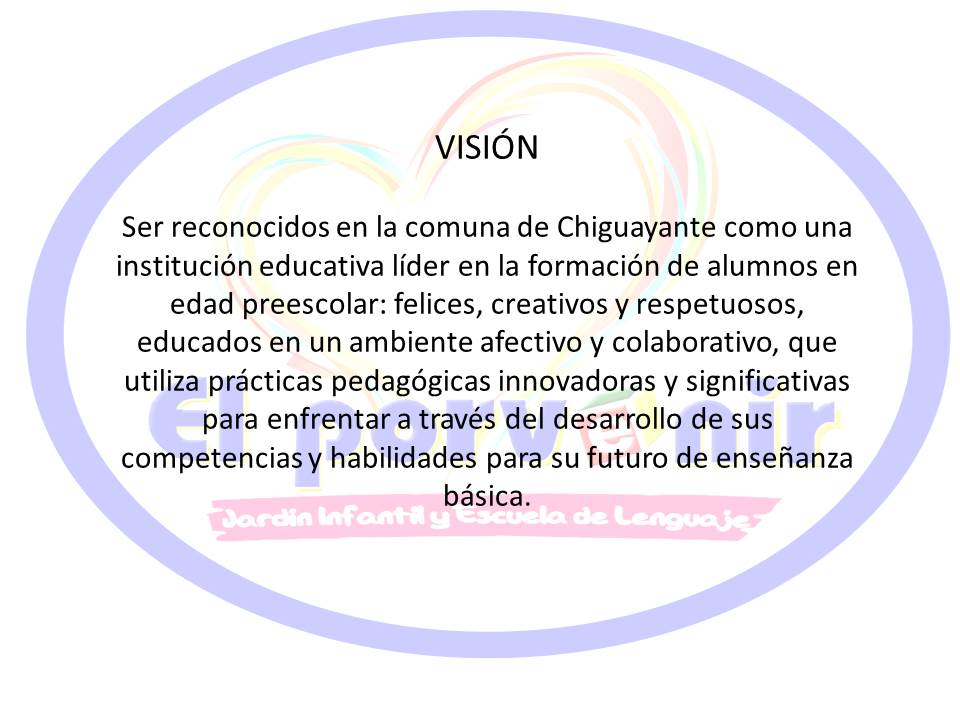 VISIÓN
Ser reconocidos en la comuna de Chiguayante como una
institución educativa líder en la formación de alumnos en
edad preescolar: felices, creativos y respetuosos,
educados en un ambiente afectivo y colaborativo, que
utiliza prácticas pedagógicas innovadoras y significativas
para enfrentar a través del desarrollo de sus
competencias y habilidades para su futuro de enseñanza
básica.
El porvenir
Jardín Infantil y Escuela de Lenguaje